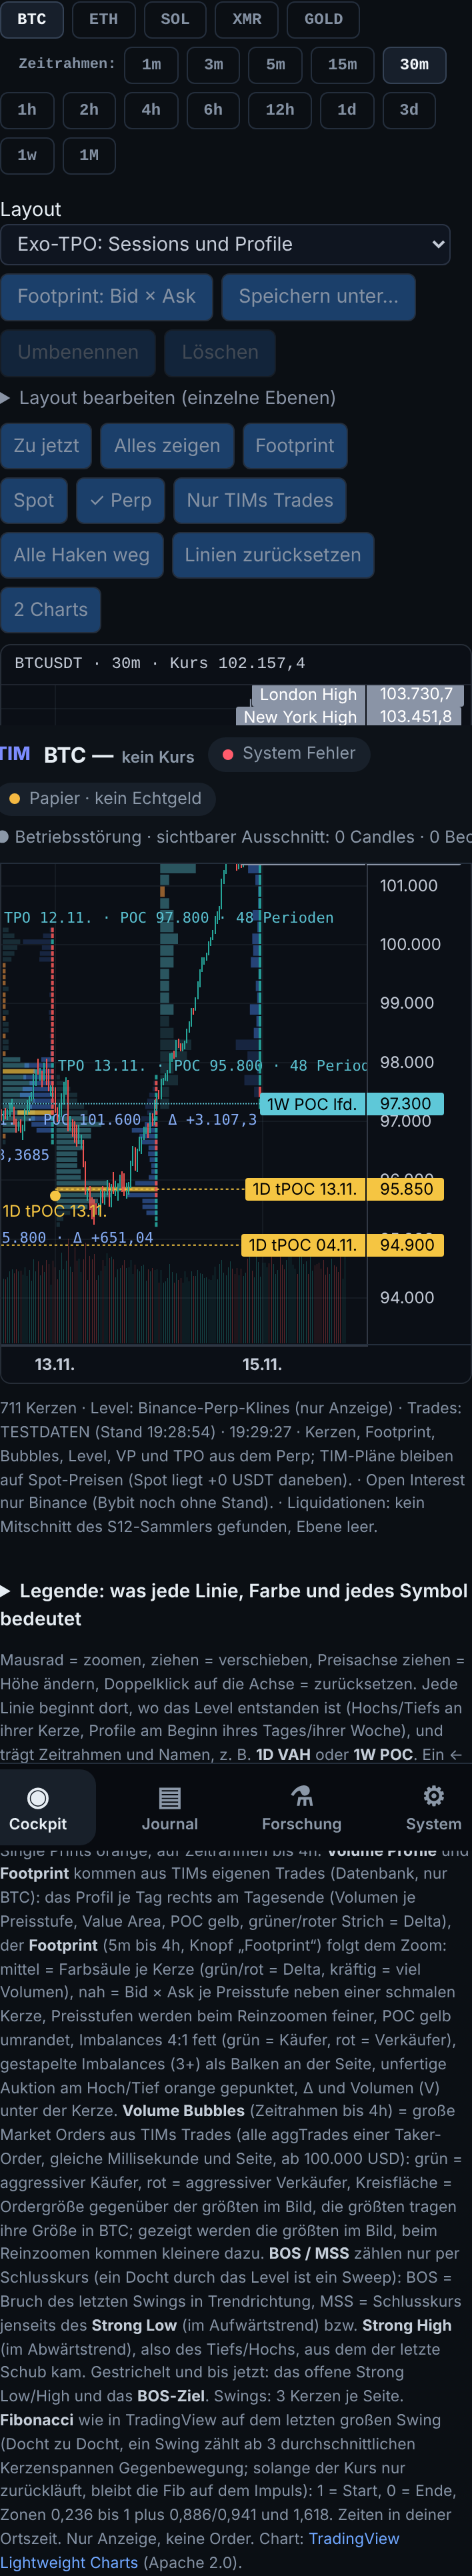 BTC ETH SOL XMR GOLD
Zeitrahmen: 1m 3m 5m 15m 30m
1h 2h 4h 6h 12h 1d 3d
1w 1M
Layout
Exo-TPO: Sessions und Profile
Footprint: Bid × Ask Speichern unter...
Umbenennen Löschen
▶ Layout bearbeiten (einzelne Ebenen)
Zu jetzt Alles zeigen Footprint
Spot ✓ Perp Nur TIMs Trades
Alle Haken weg Linien zurücksetzen
2 Charts
BTCUSDT · 30m · Kurs 102.157,4
London High 103.730,7
New York High 103.451,8
TIM BTC — kein Kurs System Fehler
Papier · kein Echtgeld
Betriebsstörung · sichtbarer Ausschnitt: 0 Candles · 0 Bec
101.000
TPO 12.11. · POC 97.800 · 48 Perioden
100.000
99.000
98.000
TPO 13.11. · POC 95.800 · 48 Period
1W POC lfd. 97.300
97.000
POC 101.600 Δ +3.107,3
3,3685
1D tPOC 13.11. 95.850
1D tPOC 13.11.
5.800 · Δ +651,04
1D tPOC 04.11. 94.900
94.000
13.11. 15.11.
711 Kerzen · Level: Binance-Perp-Klines (nur Anzeige) · Trades:
TESTDATEN (Stand 19:28:54) · 19:29:27 · Kerzen, Footprint,
Bubbles, Level, VP und TPO aus dem Perp; TIM-Pläne bleiben
auf Spot-Preisen (Spot liegt +0 USDT daneben). · Open Interest
nur Binance (Bybit noch ohne Stand). · Liquidationen: kein
Mitschnitt des S12-Sammlers gefunden, Ebene leer.
▶ Legende: was jede Linie, Farbe und jedes Symbol
bedeutet
Mausrad = zoomen, ziehen = verschieben, Preisachse ziehen =
Höhe ändern, Doppelklick auf die Achse = zurücksetzen. Jede
Linie beginnt dort, wo das Level entstanden ist (Hochs/Tiefs an
ihrer Kerze, Profile am Beginn ihres Tages/ihrer Woche), und
trägt Zeitrahmen und Namen, z. B. 1D VAH oder 1W POC. Ein ←
Cockpit Journal Forschung System
Single Prints orange, auf Zeitrahmen bis 4h. Volume Profile und
Footprint kommen aus TIMs eigenen Trades (Datenbank, nur
BTC): das Profil je Tag rechts am Tagesende (Volumen je
Preisstufe, Value Area, POC gelb, grüner/roter Strich = Delta),
der Footprint (5m bis 4h, Knopf „Footprint“) folgt dem Zoom:
mittel = Farbsäule je Kerze (grün/rot = Delta, kräftig = viel
Volumen), nah = Bid × Ask je Preisstufe neben einer schmalen
Kerze, Preisstufen werden beim Reinzoomen feiner, POC gelb
umrandet, Imbalances 4:1 fett (grün = Käufer, rot = Verkäufer),
gestapelte Imbalances (3+) als Balken an der Seite, unfertige
Auktion am Hoch/Tief orange gepunktet, Δ und Volumen (V)
unter der Kerze. Volume Bubbles (Zeitrahmen bis 4h) = große
Market Orders aus TIMs Trades (alle aggTrades einer Taker-
Order, gleiche Millisekunde und Seite, ab 100.000 USD): grün =
aggressiver Käufer, rot = aggressiver Verkäufer, Kreisfläche =
Ordergröße gegenüber der größten im Bild, die größten tragen
ihre Größe in BTC; gezeigt werden die größten im Bild, beim
Reinzoomen kommen kleinere dazu. BOS / MSS zählen nur per
Schlusskurs (ein Docht durch das Level ist ein Sweep): BOS =
Bruch des letzten Swings in Trendrichtung, MSS = Schlusskurs
jenseits des Strong Low (im Aufwärtstrend) bzw. Strong High
(im Abwärtstrend), also des Tiefs/Hochs, aus dem der letzte
Schub kam. Gestrichelt und bis jetzt: das offene Strong
Low/High und das BOS-Ziel. Swings: 3 Kerzen je Seite.
Fibonacci wie in TradingView auf dem letzten großen Swing
(Docht zu Docht, ein Swing zählt ab 3 durchschnittlichen
Kerzenspannen Gegenbewegung; solange der Kurs nur
zurückläuft, bleibt die Fib auf dem Impuls): 1 = Start, 0 = Ende,
Zonen 0,236 bis 1 plus 0,886/0,941 und 1,618. Zeiten in deiner
Ortszeit. Nur Anzeige, keine Order. Chart: TradingView
Lightweight Charts (Apache 2.0).